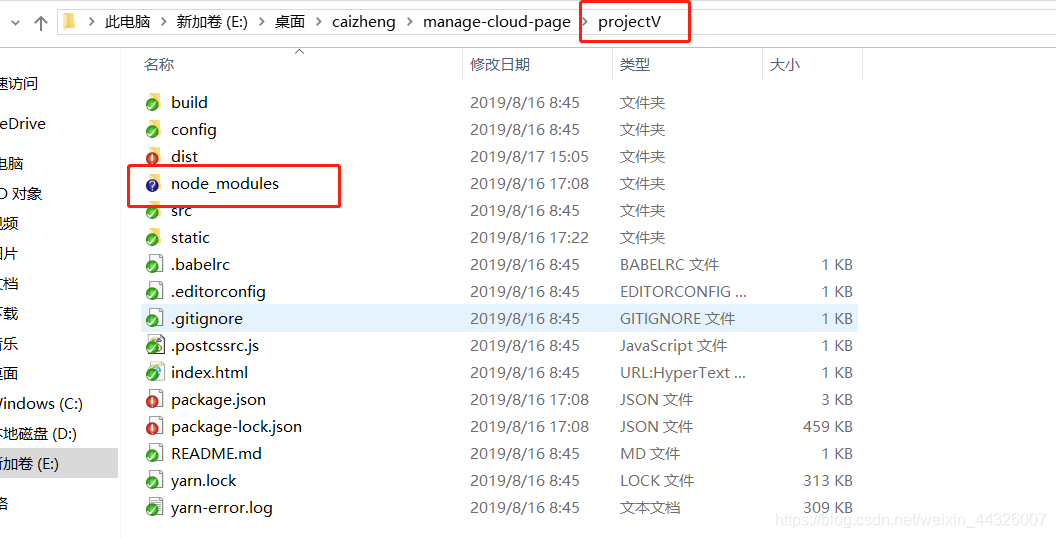 此电脑 > 新加卷 (E:) > 桌面 > caizheng > manage-cloud-page > projectV
名称 修改日期 类型 大小
速访问
eDrive
电脑
D 对象
视频
图片
文档
下载
音乐
桌面
Windows (C:)
本地磁盘 (D:)
新加卷 (E:)
络
build 2019/8/16 8:45 文件夹
config 2019/8/16 8:45 文件夹
dist 2019/8/17 15:05 文件夹
node_modules 2019/8/16 17:08 文件夹
src 2019/8/16 8:45 文件夹
static 2019/8/16 17:22 文件夹
.babelrc 2019/8/16 8:45 BABELRC 文件 1 KB
.editorconfig 2019/8/16 8:45 EDITORCONFIG ... 1 KB
.gitignore 2019/8/16 8:45 GITIGNORE 文件 1 KB
.postcssrc.js 2019/8/16 8:45 JavaScript 文件 1 KB
index.html 2019/8/16 8:45 URL:HyperText ... 1 KB
package.json 2019/8/16 17:08 JSON 文件 3 KB
package-lock.json 2019/8/16 17:08 JSON 文件 459 KB
README.md 2019/8/16 8:45 MD 文件 1 KB
yarn.lock 2019/8/16 8:45 LOCK 文件 313 KB
yarn-error.log 2019/8/16 8:45 文本文档 309 KB
https://blog.csdn.net/weixin_44326007